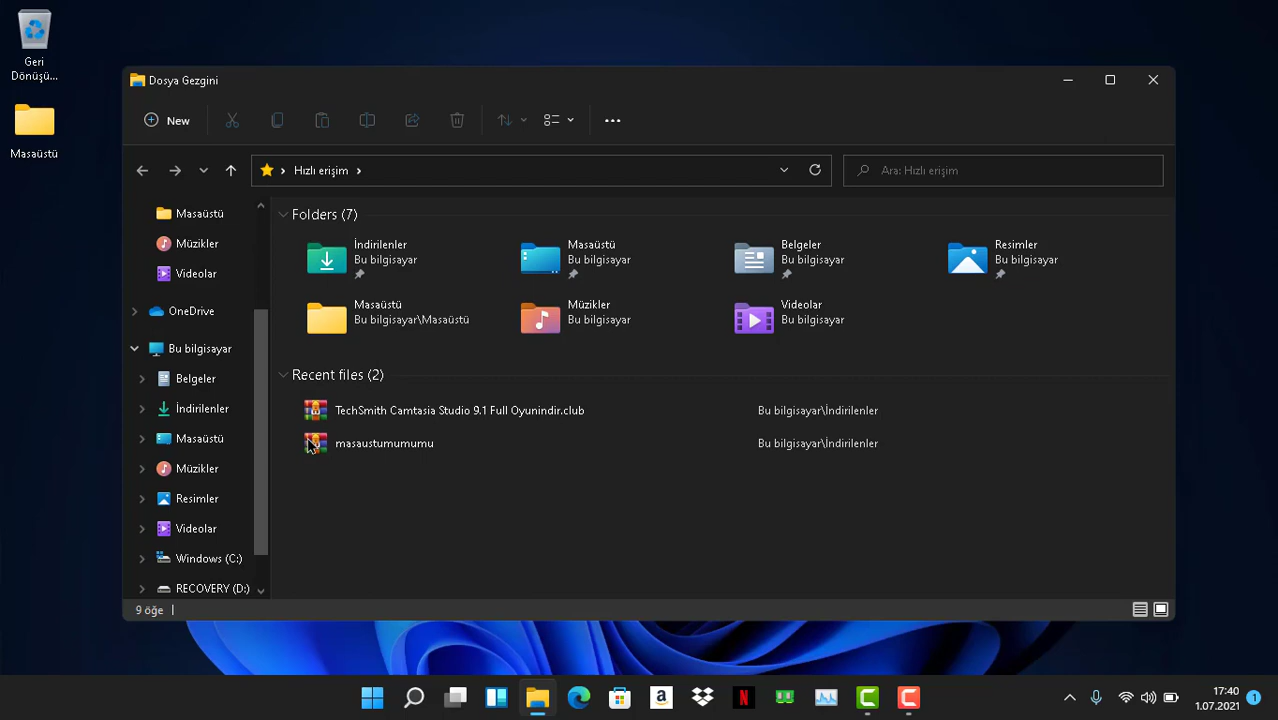 Geri
Dönüşü...
Masaüstü
Dosya Gezgini
New
Hızlı erişim
Ara: Hızlı erişim
Masaüstü
Müzikler
Videolar
OneDrive
Bu bilgisayar
Belgeler
İndirilenler
Masaüstü
Müzikler
Resimler
Videolar
Windows (C:)
RECOVERY (D:)
Folders (7)
İndirilenler
Bu bilgisayar
Masaüstü
Bu bilgisayar
Belgeler
Bu bilgisayar
Resimler
Bu bilgisayar
Masaüstü
Bu bilgisayar\Masaüstü
Müzikler
Bu bilgisayar
Videolar
Bu bilgisayar
Recent files (2)
TechSmith Camtasia Studio 9.1 Full Oyunindir.club
Bu bilgisayar\İndirilenler
masaustumumumu
Bu bilgisayar\İndirilenler
9 öğe
17:40
1.07.2021
1